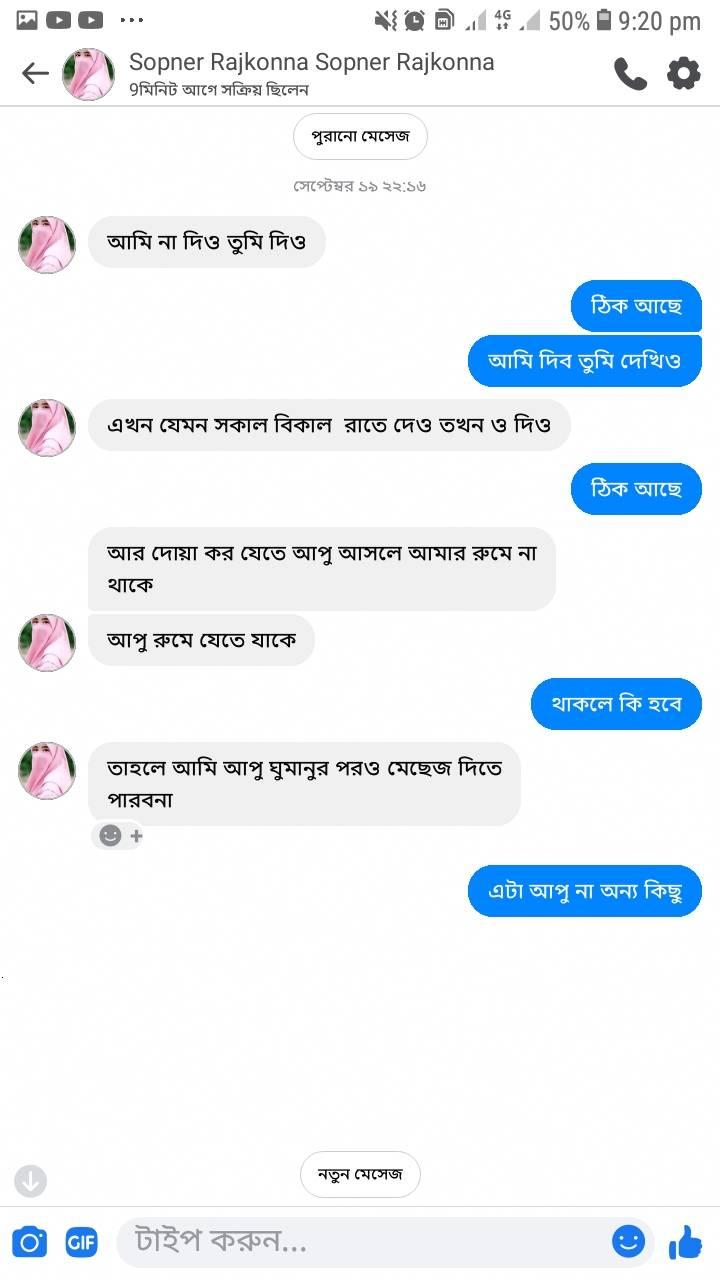 4G 50% 9:20 pm
Sopner Rajkonna Sopner Rajkonna
9মিনিট আগে সক্রিয় ছিলেন
পুরানো মেসেজ
সেপ্টেম্বর ১৯ ২২:১৬
আমি না দিও তুমি দিও
ঠিক আছে
আমি দিব তুমি দেখিও
এখন যেমন সকাল বিকাল রাতে দেও তখন ও দিও
ঠিক আছে
আর দোয়া কর যেতে আপু আসলে আমার রুমে না
থাকে
আপু রুমে যেতে যাকে
থাকলে কি হবে
তাহলে আমি আপু ঘুমানুর পরও মেছেজ দিতে
পারবনা
এটা আপু না অন্য কিছু
নতুন মেসেজ
GIF টাইপ করুন...